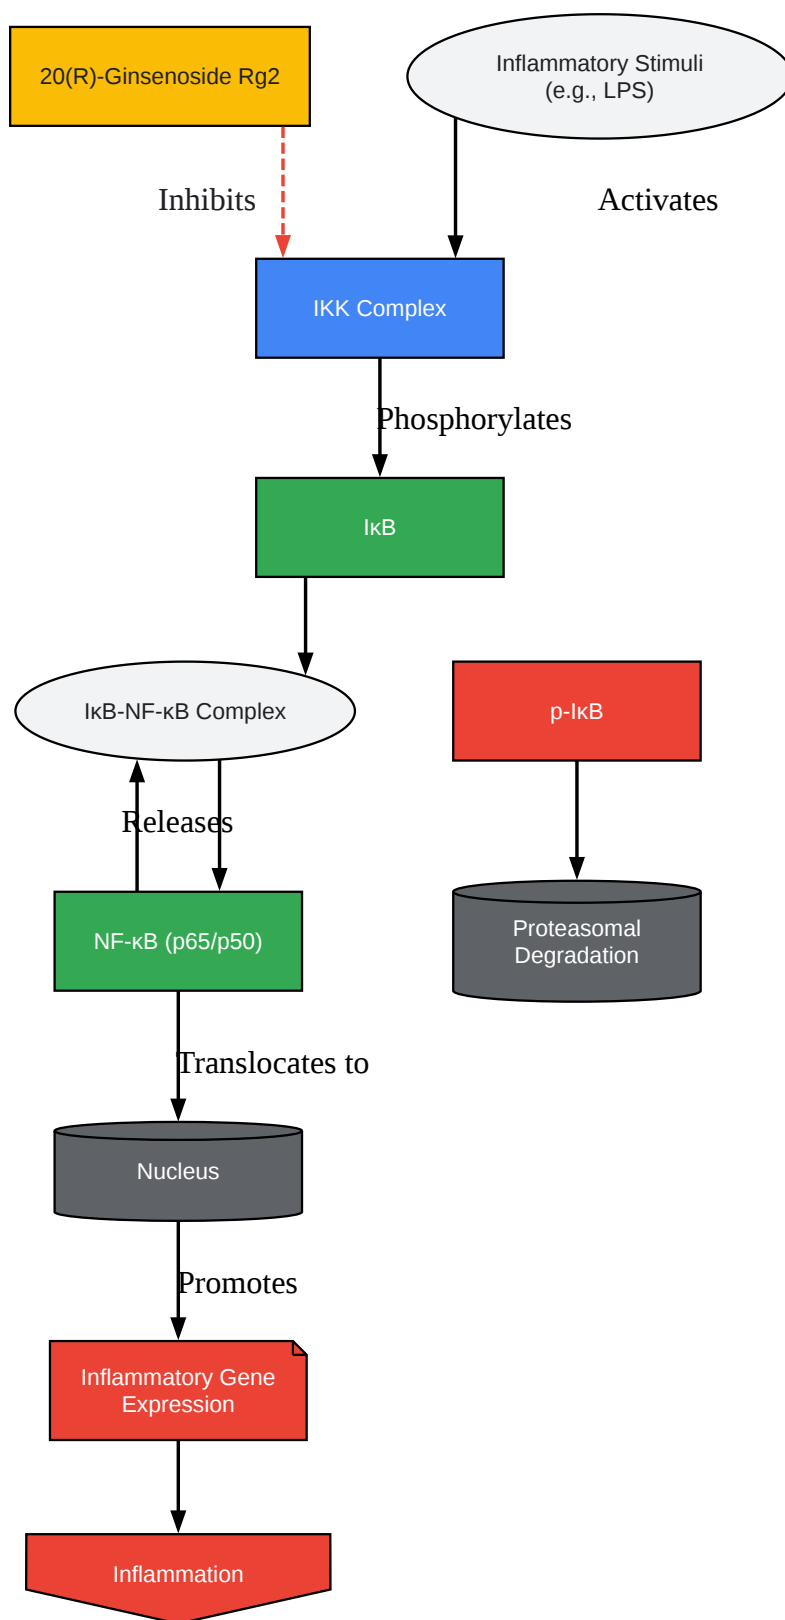 20(R)-Ginsenoside Rg2
Inflammatory Stimuli
(e.g., LPS)
Inhibits
Activates
IKK Complex
Phosphorylates
IκB
IκB-NF-κB Complex
p-IκB
Releases
NF-κB (p65/p50)
Proteasomal
Degradation
Translocates to
Nucleus
Promotes
Inflammatory Gene
Expression
Inflammation